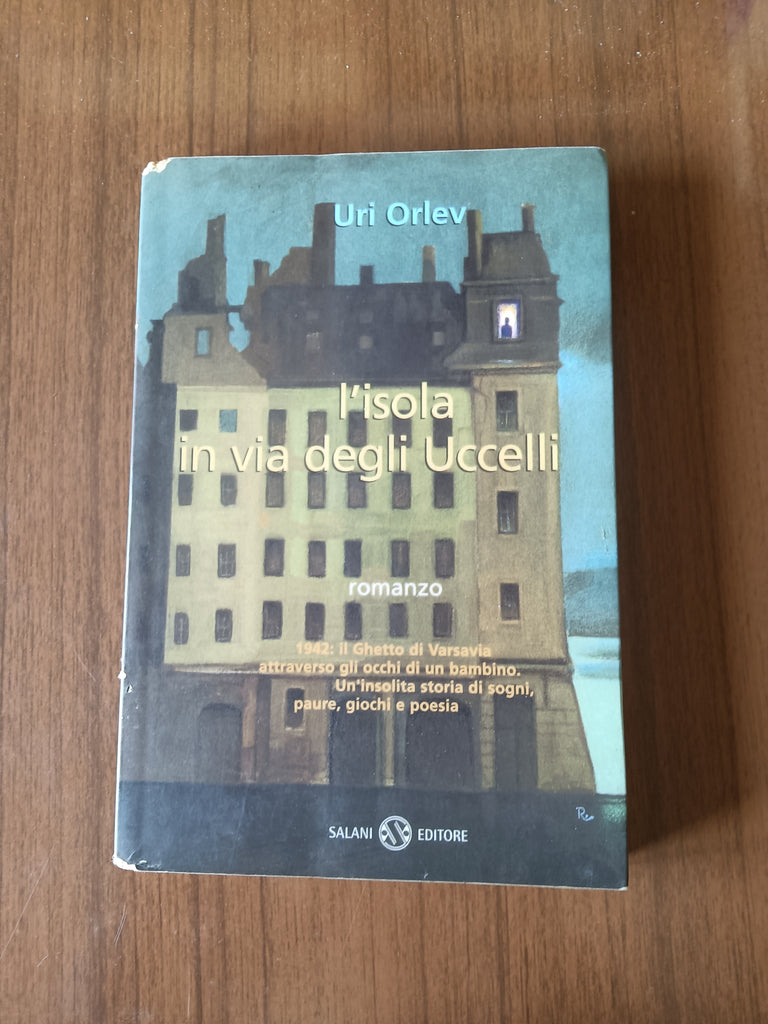 Uri Orlev
l'isola
in via degli Uccelli
romanzo
1942: il Ghetto di Varsavia
attraverso gli occhi di un bambino.
Un'insolita storia di sogni,
paure, giochi e poesia
SALANI EDITORE